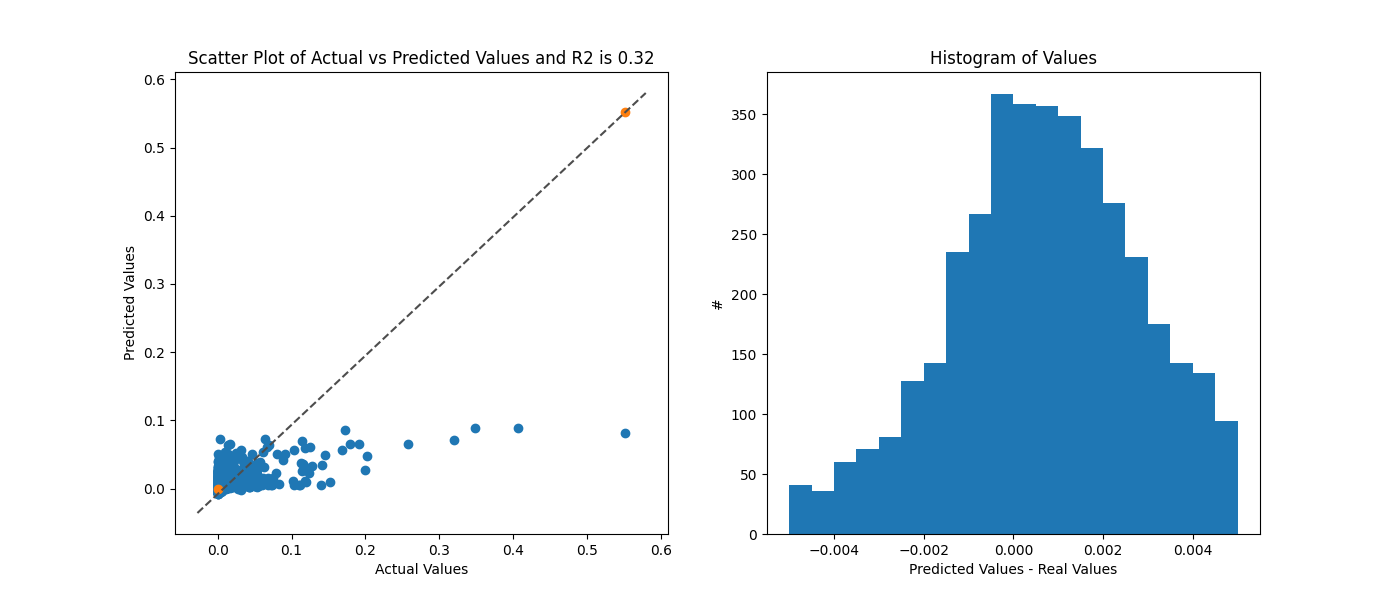 Scatter Plot of Actual vs Predicted Values and R2 is 0.32
Predicted Values
0.6
0.5
0.4
0.3
0.2
0.1
0.0
0.0 0.1 0.2 0.3 0.4 0.5 0.6
Actual Values
Histogram of Values
#
350
300
250
200
150
100
50
0
−0.004 −0.002 0.000 0.002 0.004
Predicted Values - Real Values